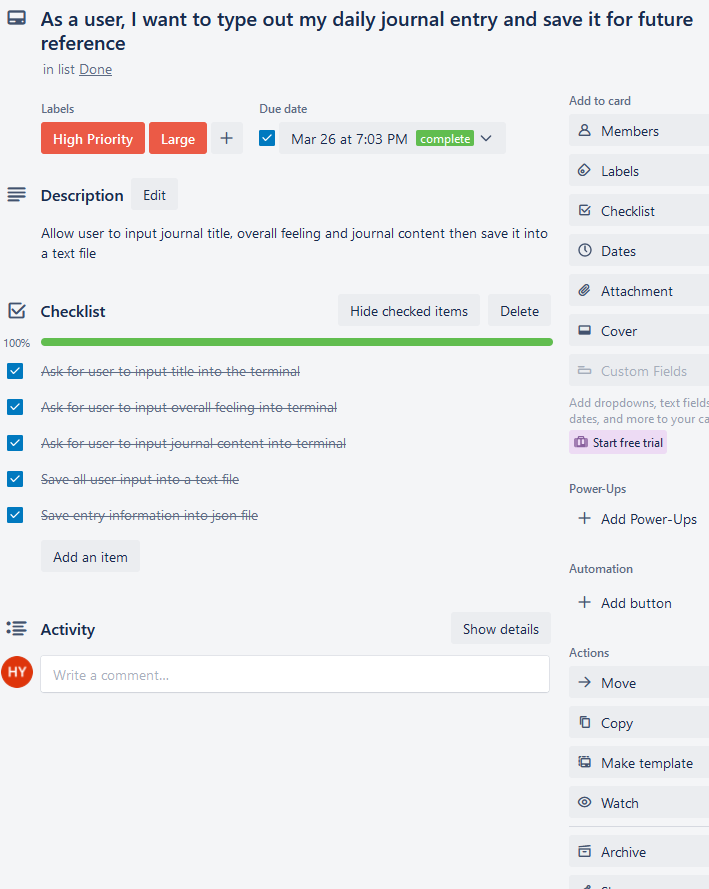 As a user, I want to type out my daily journal entry and save it for future
reference
in list Done
Labels
High Priority
Large
Due date
Mar 26 at 7:03 PM complete
Description
Edit
Allow user to input journal title, overall feeling and journal content then save it into
a text file
Checklist
Hide checked items
Delete
100%
Ask for user to input title into the terminal
Ask for user to input overall feeling into terminal
Ask for user to input journal content into terminal
Save all user input into a text file
Save entry information into json file
Add an item
Activity
Show details
HY
Write a comment...
Add to card
Members
Labels
Checklist
Dates
Attachment
Cover
Custom Fields
Add dropdowns, text fields
dates, and more to your ca
Start free trial
Power-Ups
+ Add Power-Ups
Automation
+ Add button
Actions
Move
Copy
Make template
Watch
Archive